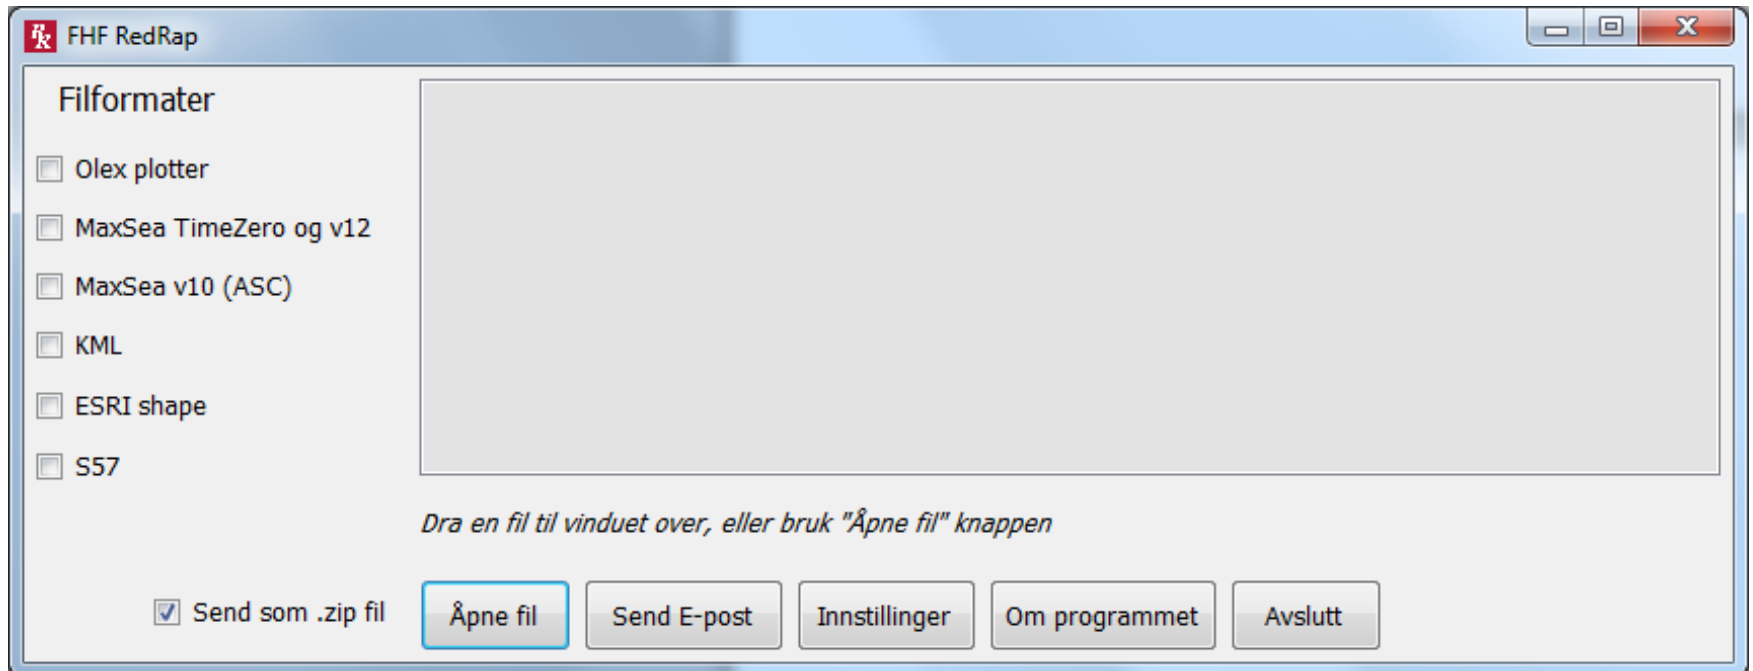 FHF RedRap
Filformater
Olex plotter
MaxSea TimeZero og v12
MaxSea v10 (ASC)
KML
ESRI shape
S57
Dra en fil til vinduet over, eller bruk "Åpne fil" knappen
Send som .zip fil
Åpne fil
Send E-post
Innstillinger
Om programmet
Avslutt